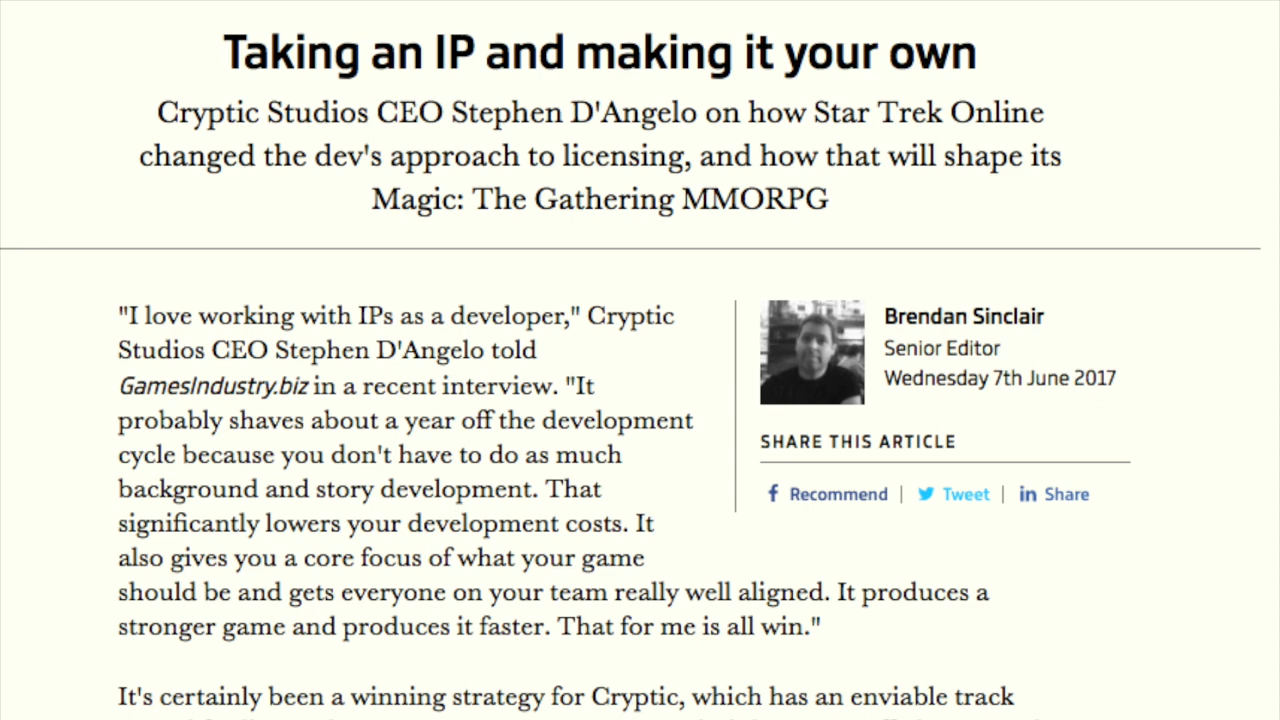 Taking an IP and making it your own
Cryptic Studios CEO Stephen D'Angelo on how Star Trek Online
changed the dev's approach to licensing, and how that will shape its
Magic: The Gathering MMORPG
"I love working with IPs as a developer," Cryptic
Studios CEO Stephen D'Angelo told
GamesIndustry.biz in a recent interview. "It
probably shaves about a year off the development
cycle because you don't have to do as much
background and story development. That
significantly lowers your development costs. It
also gives you a core focus of what your game
should be and gets everyone on your team really well aligned. It produces a
stronger game and produces it faster. That for me is all win."
It's certainly been a winning strategy for Cryptic, which has an enviable track
Brendan Sinclair
Senior Editor
Wednesday 7th June 2017
SHARE THIS ARTICLE
Recommend | Tweet | Share